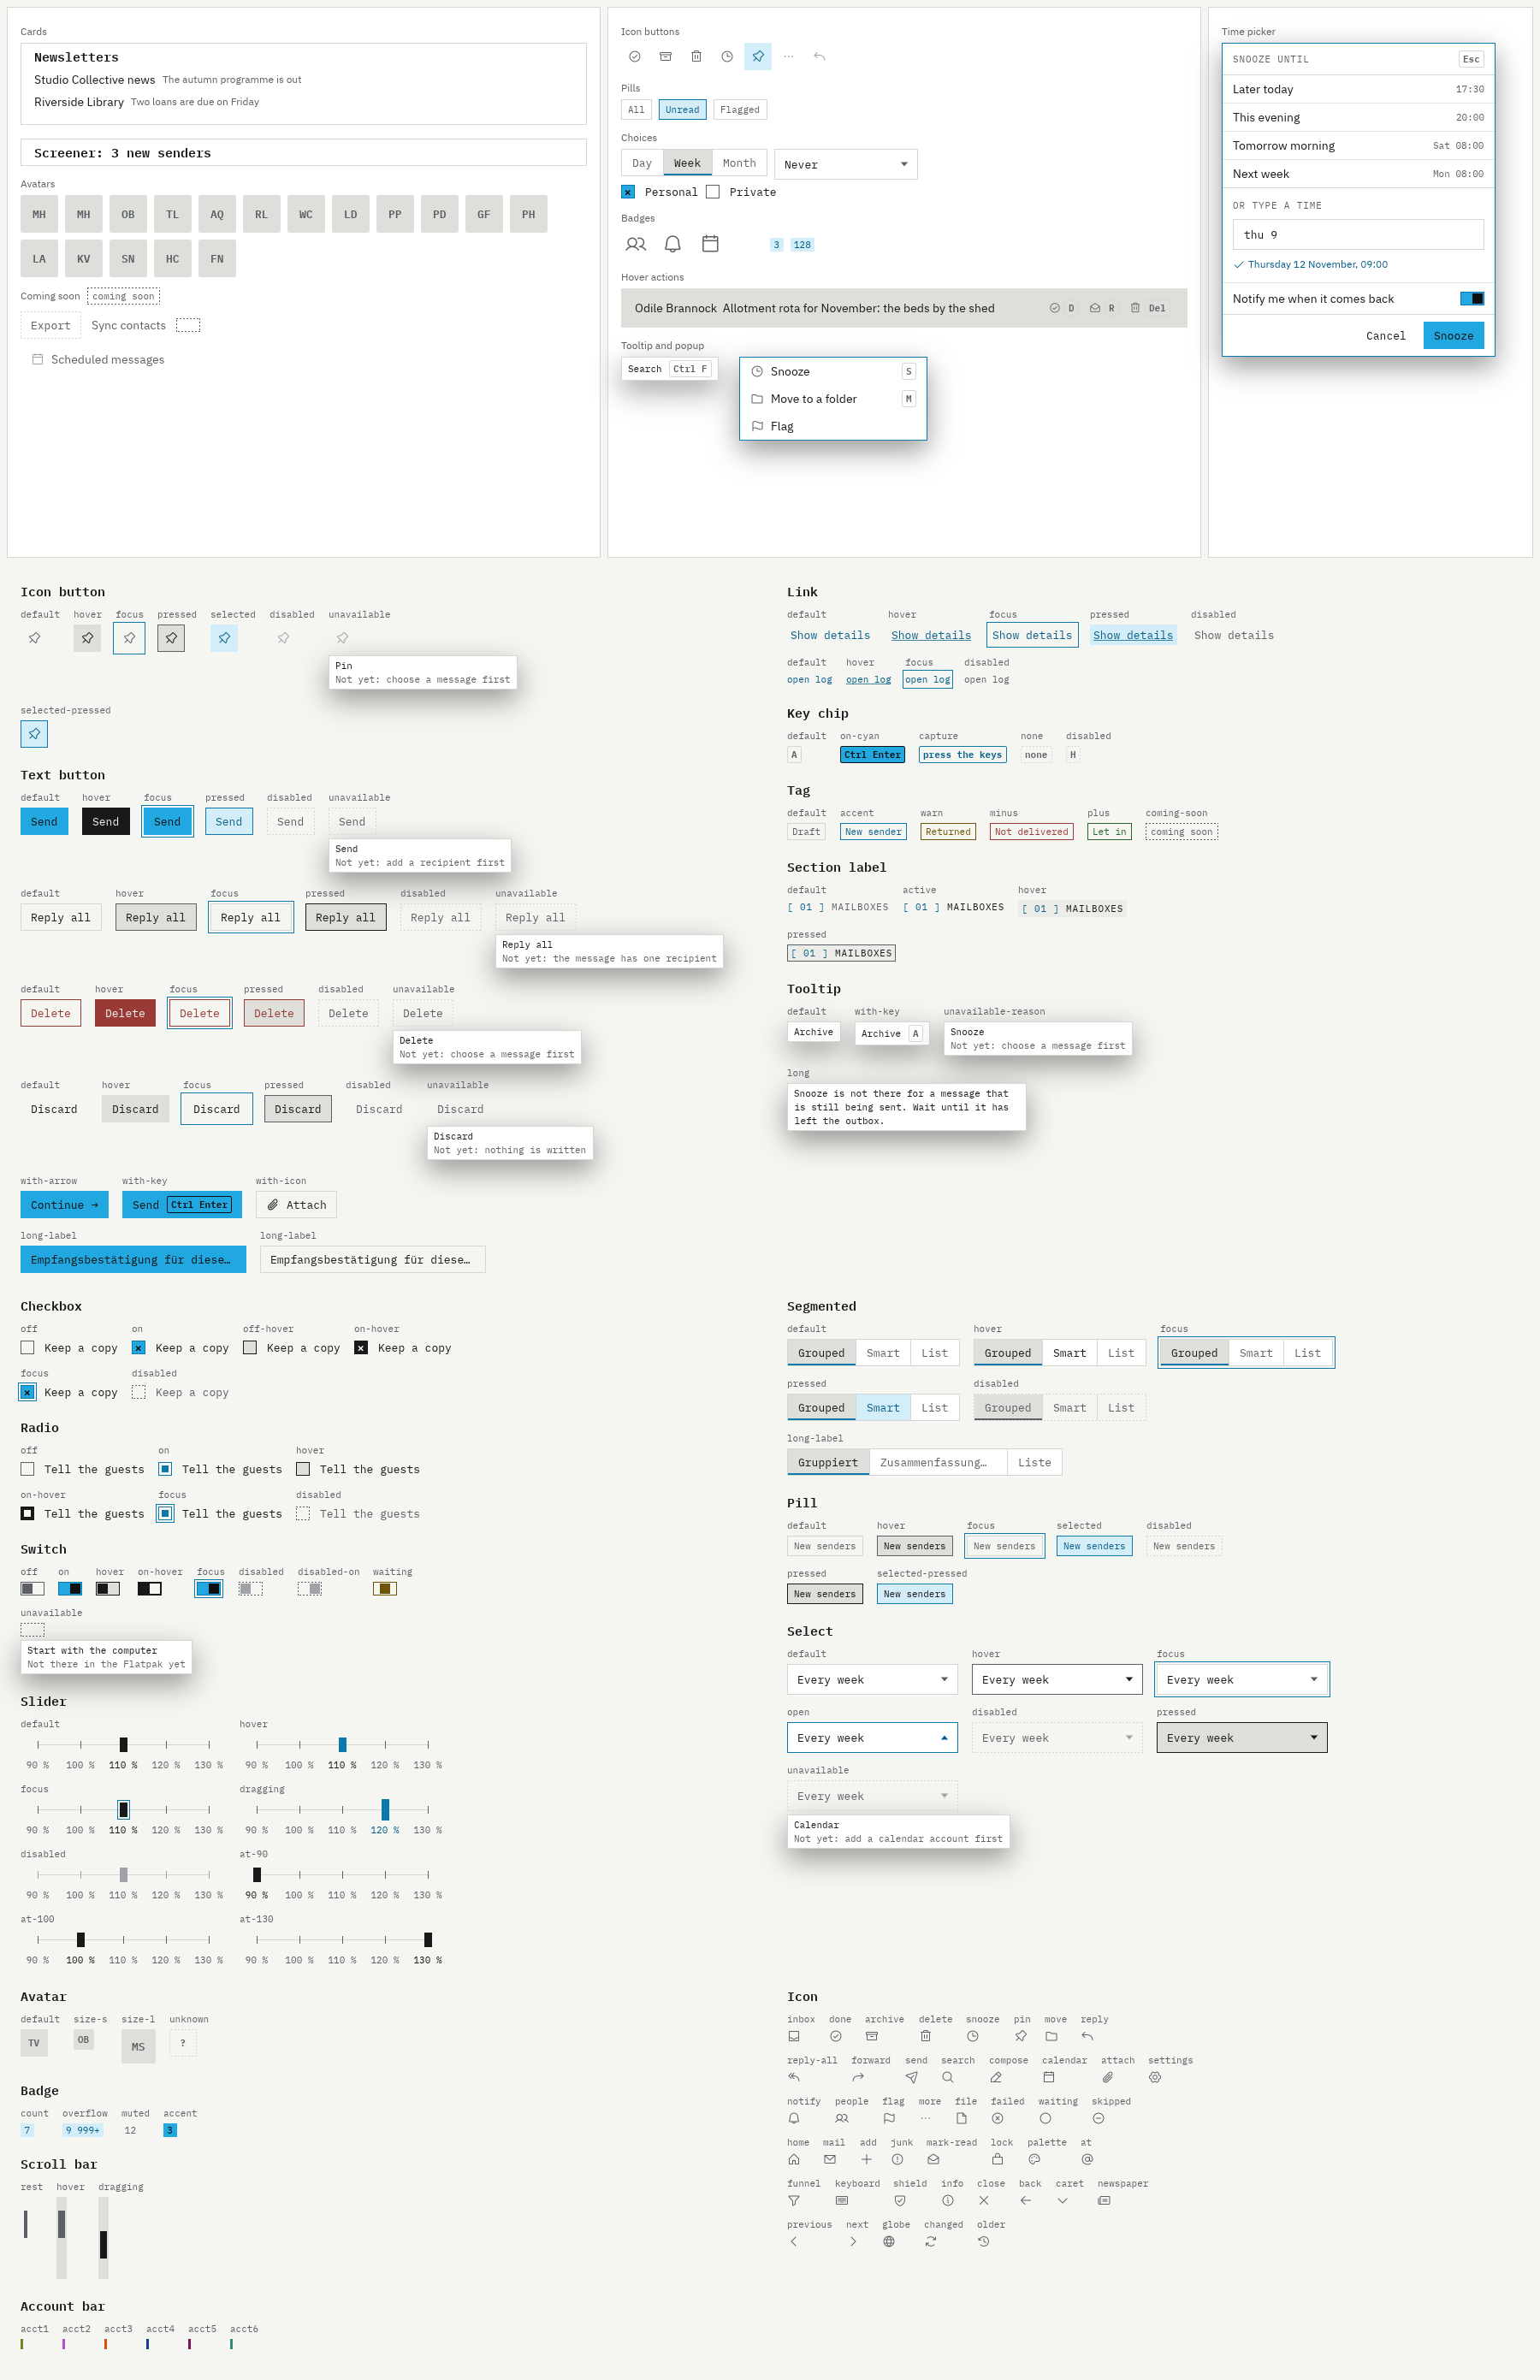 Cards
Newsletters
Studio Collective news The autumn programme is out
Riverside Library Two loans are due on Friday
Screener: 3 new senders
Avatars
MH MH OB TL AQ RL WC LD PP PD GF PH
LA KV SN HC FN
Coming soon coming soon
Export Sync contacts
Scheduled messages
Icon buttons
Pills
All Unread Flagged
Choices
Day Week Month Never
Personal Private
Badges
3 128
Hover actions
Odile Brannock Allotment rota for November: the beds by the shed D R Del
Tooltip and popup
Search Ctrl F
Snooze S
Move to a folder M
Flag
Time picker
SNOOZE UNTIL Esc
Later today 17:30
This evening 20:00
Tomorrow morning Sat 08:00
Next week Mon 08:00
OR TYPE A TIME
thu 9
Thursday 12 November, 09:00
Notify me when it comes back
Cancel Snooze
Icon button
default hover focus pressed selected disabled unavailable
Pin
Not yet: choose a message first
selected-pressed
Text button
default hover focus pressed disabled unavailable
Send Send Send Send Send Send
Send
Not yet: add a recipient first
default hover focus pressed disabled unavailable
Reply all Reply all Reply all Reply all Reply all Reply all
Reply all
Not yet: the message has one recipient
default hover focus pressed disabled unavailable
Delete Delete Delete Delete Delete Delete
Delete
Not yet: choose a message first
default hover focus pressed disabled unavailable
Discard Discard Discard Discard Discard Discard
Discard
Not yet: nothing is written
with-arrow with-key with-icon
Continue → Send Ctrl Enter Attach
long-label long-label
Empfangsbestätigung für diese… Empfangsbestätigung für diese…
Link
default hover focus pressed disabled
Show details Show details Show details Show details Show details
default hover focus disabled
open log open log open log open log
Key chip
default on-cyan capture none disabled
A Ctrl Enter press the keys none H
Tag
default accent warn minus plus coming-soon
Draft New sender Returned Not delivered Let in coming soon
Section label
default active hover
[ 01 ] MAILBOXES [ 01 ] MAILBOXES [ 01 ] MAILBOXES
pressed
[ 01 ] MAILBOXES
Tooltip
default with-key unavailable-reason
Archive Archive A Snooze
Not yet: choose a message first
long
Snooze is not there for a message that
is still being sent. Wait until it has
left the outbox.
Checkbox
off on off-hover on-hover
Keep a copy Keep a copy Keep a copy Keep a copy
focus disabled
Keep a copy Keep a copy
Radio
off on hover
Tell the guests Tell the guests Tell the guests
on-hover focus disabled
Tell the guests Tell the guests Tell the guests
Switch
off on hover on-hover focus disabled disabled-on waiting
unavailable
Start with the computer
Not there in the Flatpak yet
Slider
default hover
90 % 100 % 110 % 120 % 130 % 90 % 100 % 110 % 120 % 130 %
focus dragging
90 % 100 % 110 % 120 % 130 % 90 % 100 % 110 % 120 % 130 %
disabled at-90
90 % 100 % 110 % 120 % 130 % 90 % 100 % 110 % 120 % 130 %
at-100 at-130
90 % 100 % 110 % 120 % 130 % 90 % 100 % 110 % 120 % 130 %
Segmented
default hover focus
Grouped Smart List Grouped Smart List Grouped Smart List
pressed disabled
Grouped Smart List Grouped Smart List
long-label
Gruppiert Zusammenfassung… Liste
Pill
default hover focus selected disabled
New senders New senders New senders New senders New senders
pressed selected-pressed
New senders New senders
Select
default hover focus
Every week Every week Every week
open disabled pressed
Every week Every week Every week
unavailable
Every week
Calendar
Not yet: add a calendar account first
Avatar
default size-s size-l unknown
TV OB MS ?
Badge
count overflow muted accent
7 9 999+ 12 3
Scroll bar
rest hover dragging
Account bar
acct1 acct2 acct3 acct4 acct5 acct6
Icon
inbox done archive delete snooze pin move reply
reply-all forward send search compose calendar attach settings
notify people flag more file failed waiting skipped
home mail add junk mark-read lock palette at
funnel keyboard shield info close back caret newspaper
previous next globe changed older